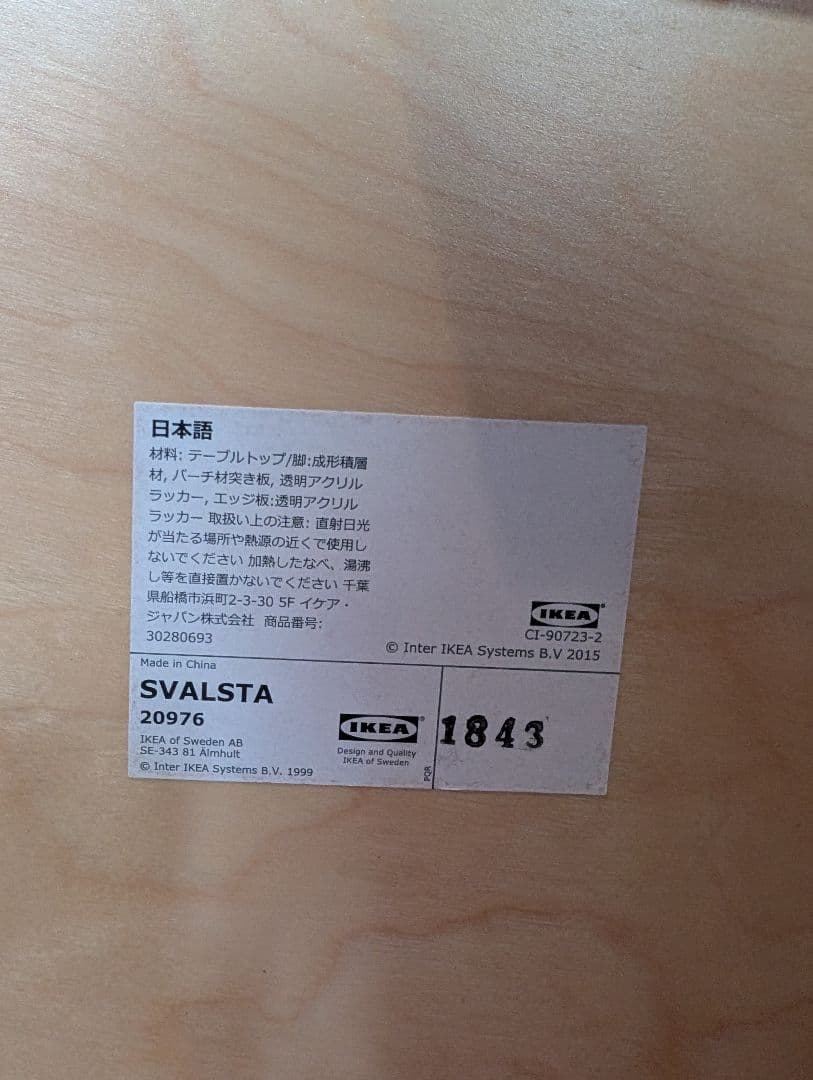 日本語
材料: テーブルトップ/脚:成形積層
材, バーチ材突き板, 透明アクリル
ラッカー, エッジ板:透明アクリル
ラッカー 取扱い上の注意: 直射日光
が当たる場所や熱源の近くで使用し
ないでください 加熱したなべ、湯沸
し等を直接置かないでください 千葉
県船橋市浜町2-3-30 5F イケア・
ジャパン株式会社 商品番号:
30280693
IKEA®
CI-90723-2
© Inter IKEA Systems B.V 2015
Made in China
SVALSTA
20976
IKEA of Sweden AB
SE-343 81 Älmhult
© Inter IKEA Systems B.V. 1999
IKEA®
Design and Quality
IKEA of Sweden
PQR
1843